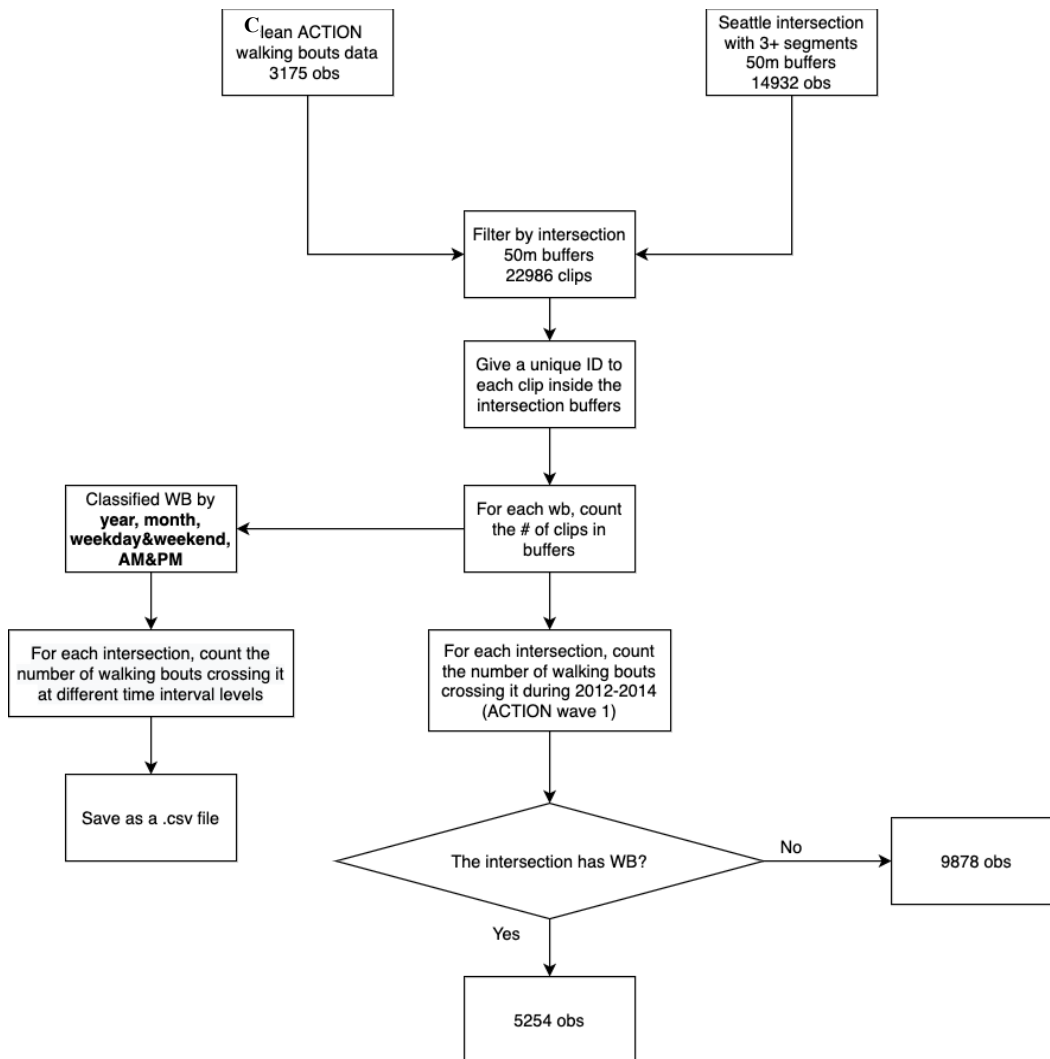 Clean ACTION
walking bouts data
3175 obs
Seattle intersection
with 3+ segments
50m buffers
14932 obs
Filter by intersection
50m buffers
22986 clips
Give a unique ID to
each clip inside the
intersection buffers
For each wb, count
the # of clips in
buffers
Classified WB by
year, month,
weekday&weekend,
AM&PM
For each intersection, count the
number of walking bouts crossing it
at different time interval levels
For each intersection, count
the number of walking bouts
crossing it during 2012-2014
(ACTION wave 1)
Save as a .csv file
The intersection has WB?
No
9878 obs
Yes
5254 obs